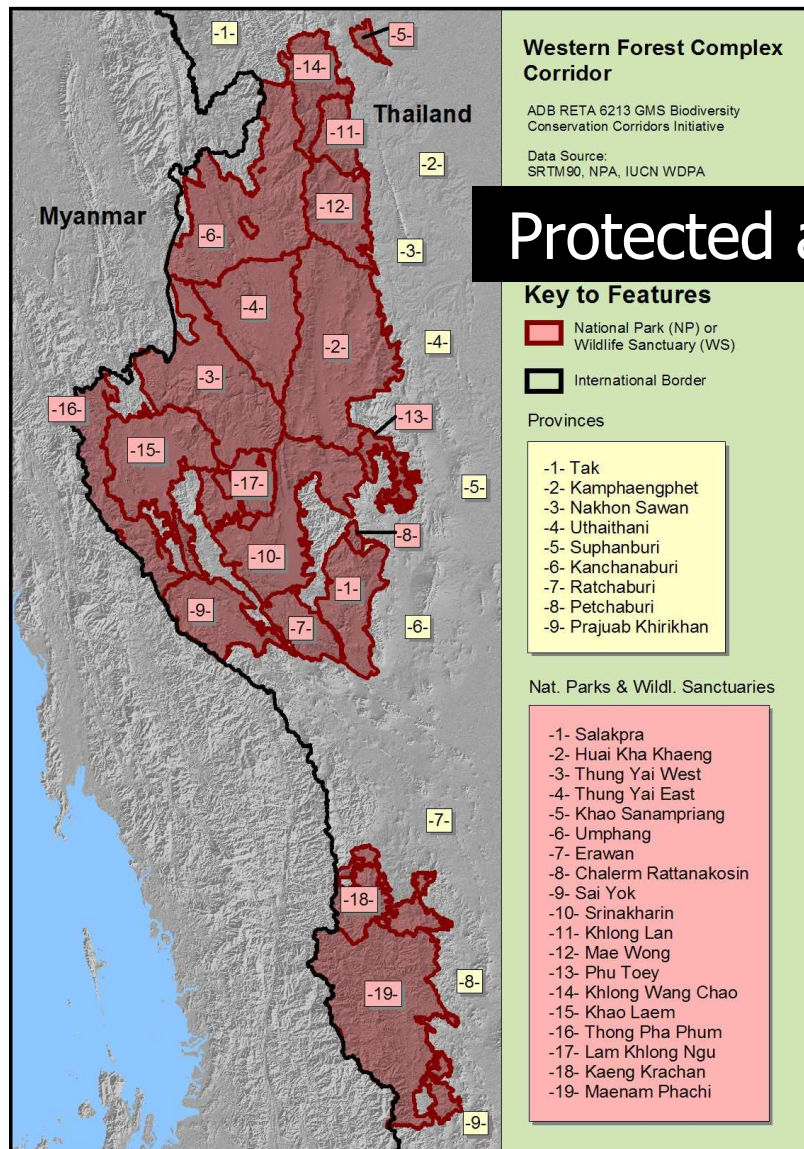 -1-
-5-
-14-
Thailand
-11-
-2-
-12-
Myanmar
-6-
-3-
-4-
-2-
-4-
-3-
-16-
-13-
-15-
-17-
-5-
-8-
-10-
-1-
-9-
-7-
-6-
-7-
-18-
-8-
-19-
-9-
Western Forest Complex
Corridor
ADB RETA 6213 GMS Biodiversity
Conservation Corridors Initiative
Data Source:
SRTM90, NPA, IUCN WDPA
Protected
Key to Features
National Park (NP) or
Wildlife Sanctuary (WS)
International Border
Provinces
-1- Tak
-2- Kamphaengphet
-3- Nakhon Sawan
-4- Uthaithani
-5- Suphanburi
-6- Kanchanaburi
-7- Ratchaburi
-8- Petchaburi
-9- Prajuab Khirikhan
Nat. Parks & Wildl. Sanctuaries
-1- Salakpra
-2- Huai Kha Khaeng
-3- Thung Yai West
-4- Thung Yai East
-5- Khao Sanampriang
-6- Umphang
-7- Erawan
-8- Chalerm Rattanakosin
-9- Sai Yok
-10- Srinakharin
-11- Khlong Lan
-12- Mae Wong
-13- Phu Toey
-14- Khlong Wang Chao
-15- Khao Laem
-16- Thong Pha Phum
-17- Lam Khlong Ngu
-18- Kaeng Krachan
-19- Maenam Phachi